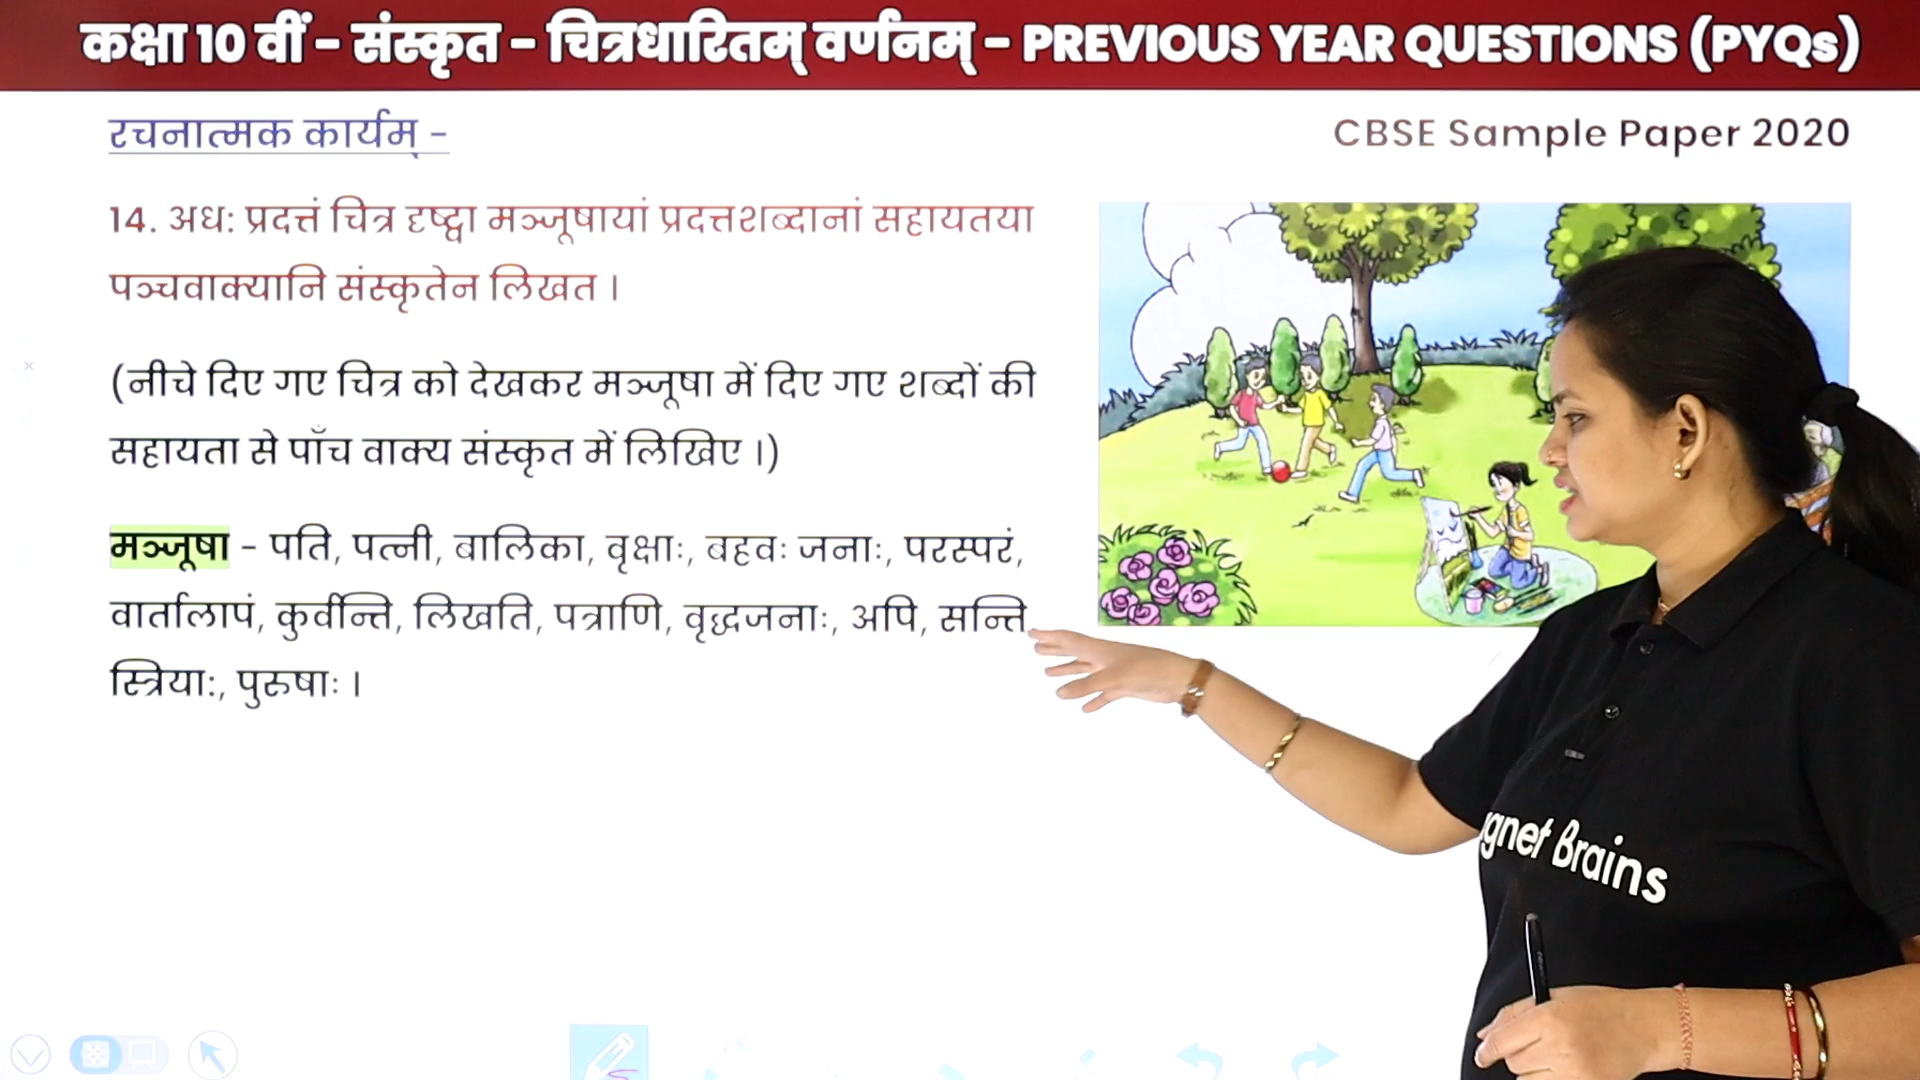 कक्षा 10 वीं - संस्कृत - चित्रधारितम् वर्णनम् - PREVIOUS YEAR QUESTIONS (PYQs)
रचनात्मक कार्यम् -
CBSE Sample Paper 2020
14. अध: प्रदत्तं चित्र दृष्ट्वा मञ्जूषायां प्रदत्तशब्दानां सहायतया
पञ्चवाक्यानि संस्कृतेन लिखत ।
(नीचे दिए गए चित्र को देखकर मञ्जूषा में दिए गए शब्दों की
सहायता से पाँच वाक्य संस्कृत में लिखिए ।)
मञ्जूषा - पति, पत्नी, बालिका, वृक्षाः, बहवः जनाः, परस्परं,
वार्तालापं, कुर्वन्ति, लिखति, पत्राणि, वृद्धजनाः, अपि, सन्ति
स्त्रियाः, पुरुषाः ।
gnet Brains